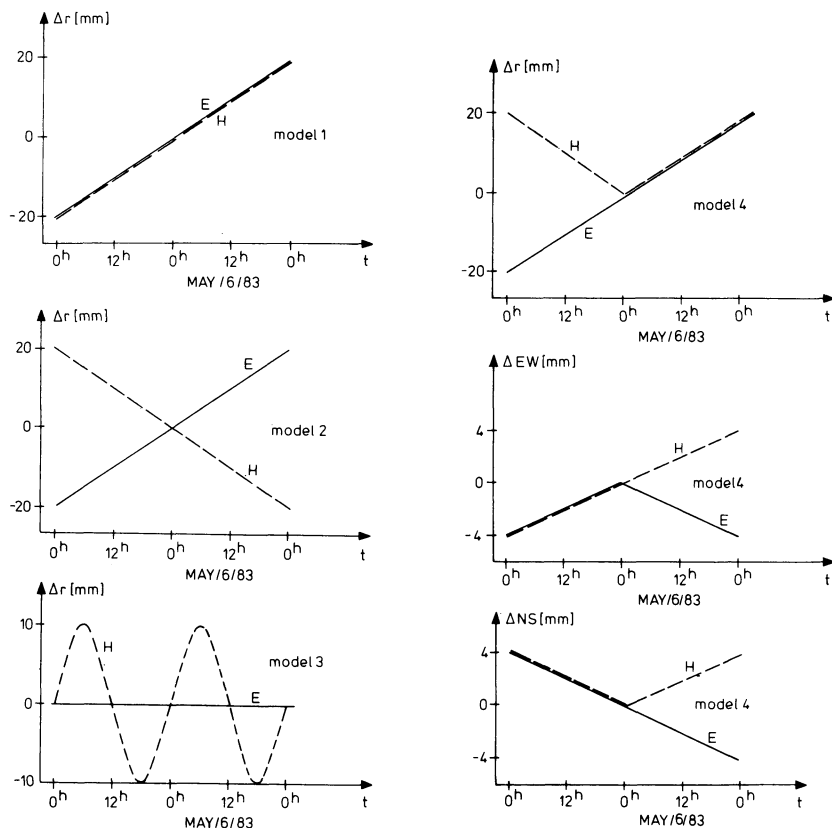 Δr [mm]
20
0
-20
E
H
model 1
0h 12h 0h 12h 0h t
MAY/6/83
Δr [mm]
20
0
-20
E
H
model 2
0h 12h 0h 12h 0h t
MAY/6/83
Δr [mm]
10
0
-10
H
E
model 3
0h 12h 0h 12h 0h t
MAY/6/83
Δr [mm]
20
0
-20
H
E
model 4
0h 12h 0h 12h 0h t
MAY/6/83
ΔEW [mm]
4
0
-4
H
E
model4
0h 12h 0h 12h 0h t
MAY/6/83
ΔNS [mm]
4
0
-4
H
E
model 4
0h 12h 0h 12h 0h t
MAY/6/83